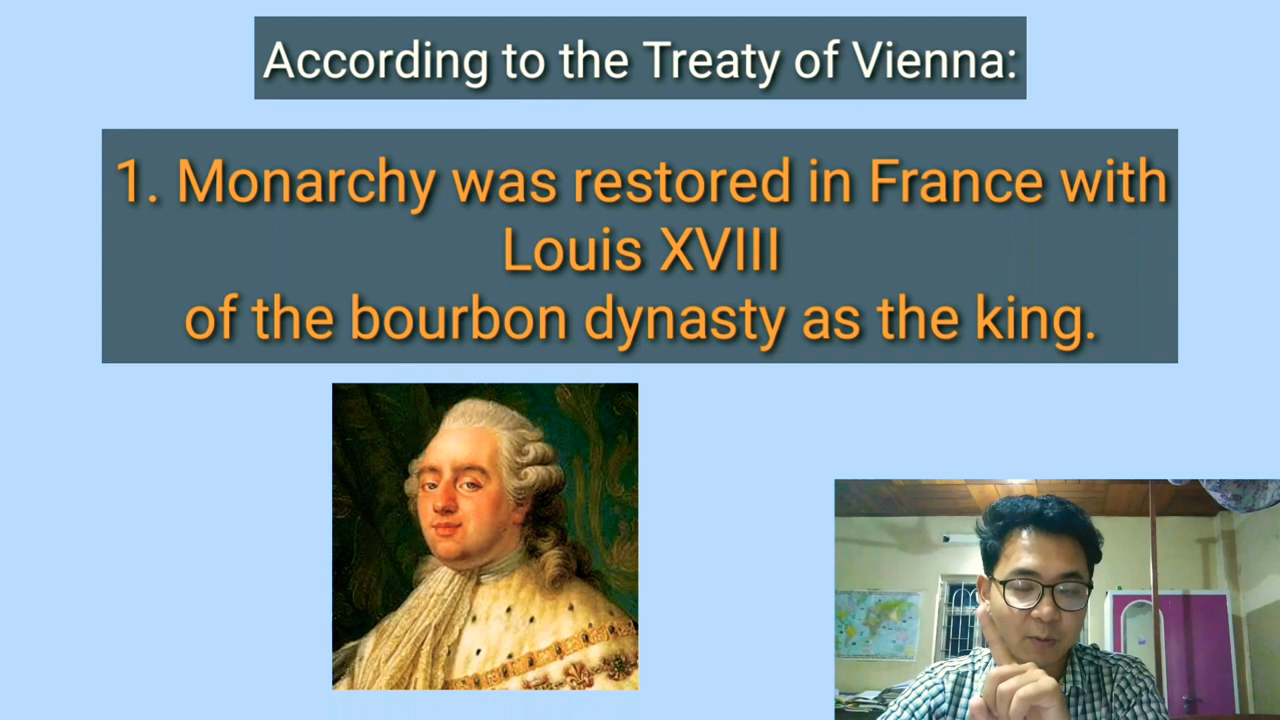 According to the Treaty of Vienna:
1. Monarchy was restored in France with
Louis XVIII
of the bourbon dynasty as the king.